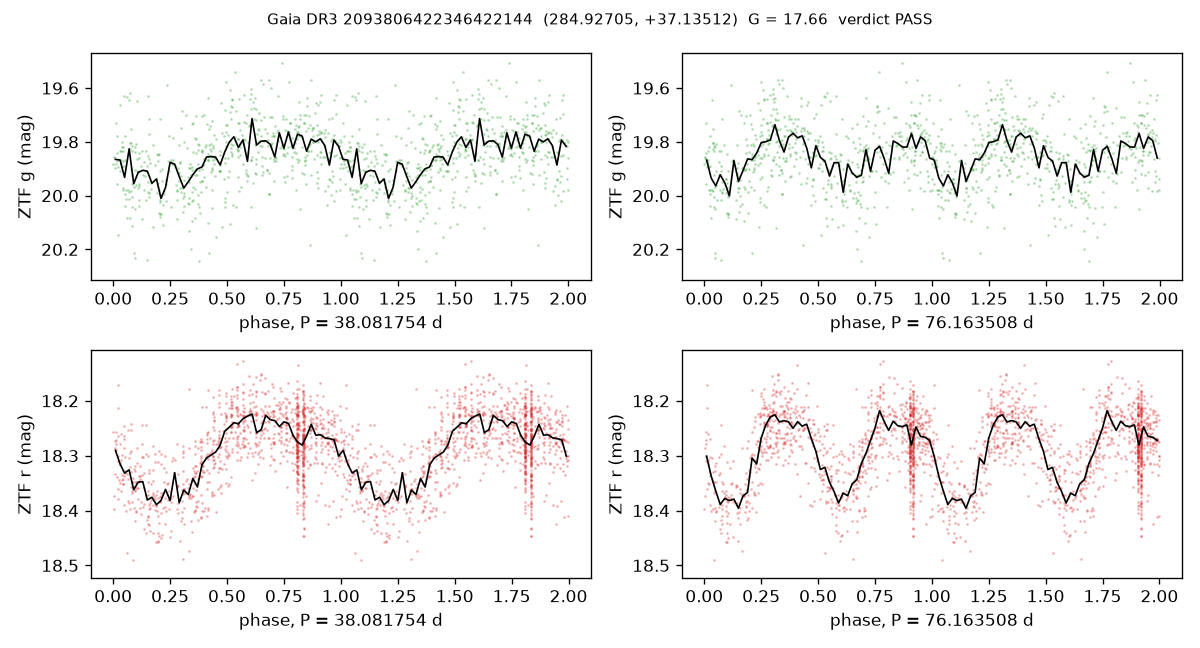 Gaia DR3 2093806422346422144  (284.92705, +37.13512)  G = 17.66  verdict PASS
ZTF g (mag)
19.6
19.8
20.0
20.2
0.00 0.25 0.50 0.75 1.00 1.25 1.50 1.75 2.00
phase, P = 38.081754 d
ZTF g (mag)
19.6
19.8
20.0
20.2
0.00 0.25 0.50 0.75 1.00 1.25 1.50 1.75 2.00
phase, P = 76.163508 d
ZTF r (mag)
18.2
18.3
18.4
18.5
0.00 0.25 0.50 0.75 1.00 1.25 1.50 1.75 2.00
phase, P = 38.081754 d
ZTF r (mag)
18.2
18.3
18.4
18.5
0.00 0.25 0.50 0.75 1.00 1.25 1.50 1.75 2.00
phase, P = 76.163508 d